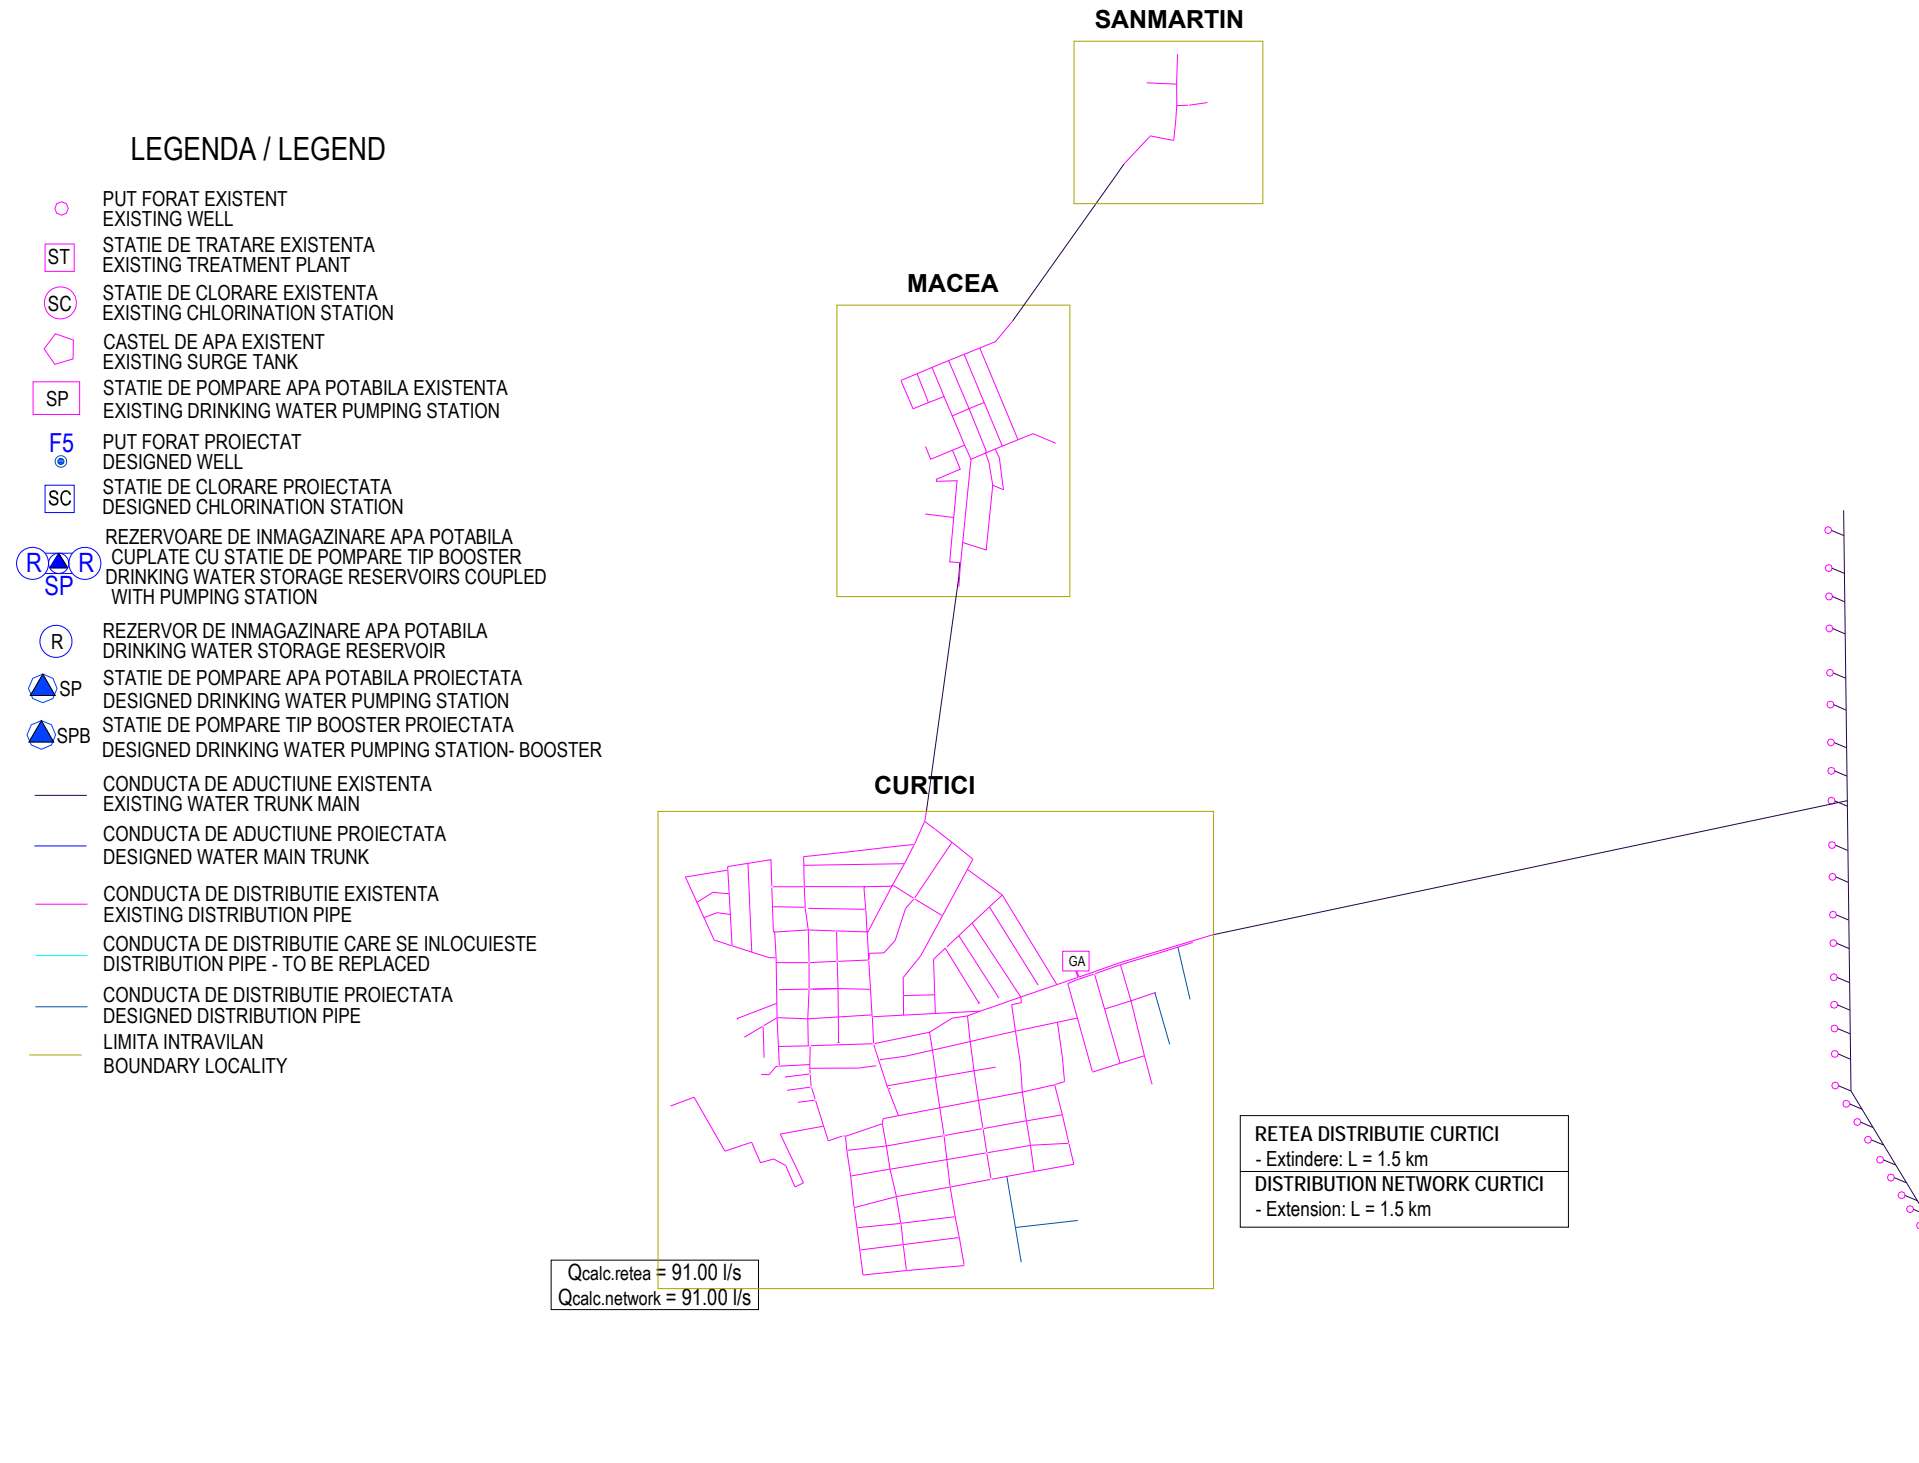 SANMARTIN
LEGENDA / LEGEND
PUT FORAT EXISTENT
EXISTING WELL
ST
STATIE DE TRATARE EXISTENTA
EXISTING TREATMENT PLANT
SC
STATIE DE CLORARE EXISTENTA
EXISTING CHLORINATION STATION
CASTEL DE APA EXISTENT
EXISTING SURGE TANK
SP
STATIE DE POMPARE APA POTABILA EXISTENTA
EXISTING DRINKING WATER PUMPING STATION
F5
PUT FORAT PROIECTAT
DESIGNED WELL
SC
STATIE DE CLORARE PROIECTATA
DESIGNED CHLORINATION STATION
R R
SP
REZERVOARE DE INMAGAZINARE APA POTABILA
CUPLATE CU STATIE DE POMPARE TIP BOOSTER
DRINKING WATER STORAGE RESERVOIRS COUPLED
WITH PUMPING STATION
R
REZERVOR DE INMAGAZINARE APA POTABILA
DRINKING WATER STORAGE RESERVOIR
SP
STATIE DE POMPARE APA POTABILA PROIECTATA
DESIGNED DRINKING WATER PUMPING STATION
SPB
STATIE DE POMPARE TIP BOOSTER PROIECTATA
DESIGNED DRINKING WATER PUMPING STATION- BOOSTER
CONDUCTA DE ADUCTIUNE EXISTENTA
EXISTING WATER TRUNK MAIN
CONDUCTA DE ADUCTIUNE PROIECTATA
DESIGNED WATER MAIN TRUNK
CONDUCTA DE DISTRIBUTIE EXISTENTA
EXISTING DISTRIBUTION PIPE
CONDUCTA DE DISTRIBUTIE CARE SE INLOCUIESTE
DISTRIBUTION PIPE - TO BE REPLACED
CONDUCTA DE DISTRIBUTIE PROIECTATA
DESIGNED DISTRIBUTION PIPE
LIMITA INTRAVILAN
BOUNDARY LOCALITY
MACEA
CURTICI
GA
RETEA DISTRIBUTIE CURTICI
- Extindere: L = 1.5 km
DISTRIBUTION NETWORK CURTICI
- Extension: L = 1.5 km
Qcalc.retea = 91.00 l/s
Qcalc.network = 91.00 l/s